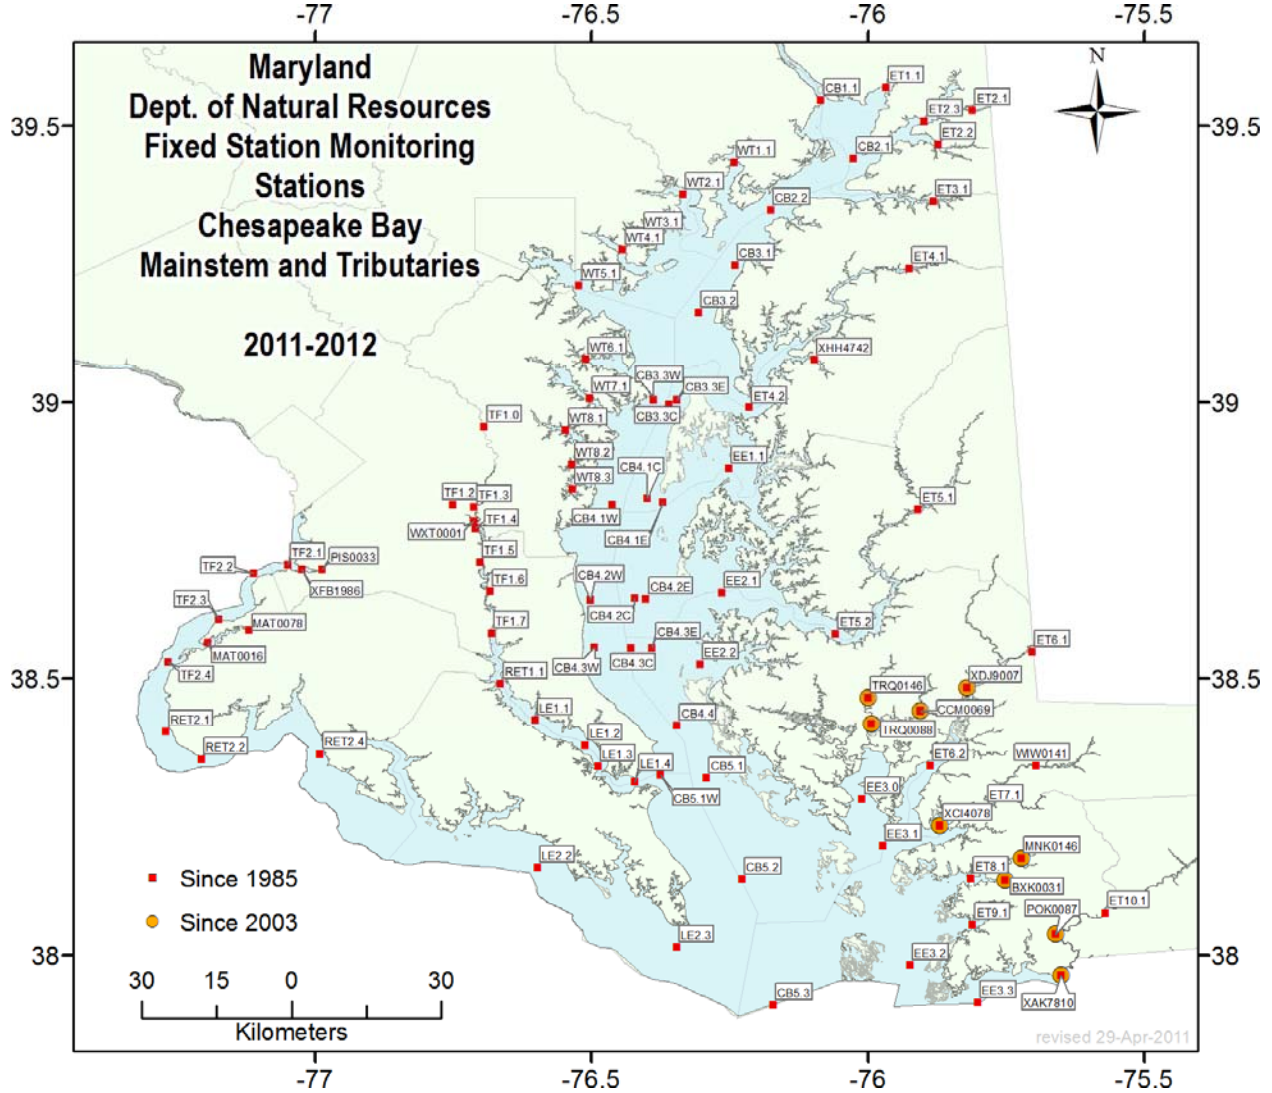 -77 -76.5 -76 -75.5
Maryland
Dept. of Natural Resources
Fixed Station Monitoring
Stations
Chesapeake Bay
Mainstem and Tributaries
2011-2012
N
39.5 39.5
39 39
38.5 38.5
38 38
CB1.1
ET1.1
ET2.3
ET2.1
ET2.2
CB2.1
WT1.1
WT2.1
CB2.2
ET3.1
WT3.1
WT4.1
CB3.1
ET4.1
WT5.1
CB3.2
WT6.1
XHH4742
CB3.3W
CB3.3E
WT7.1
CB3.3C
ET4.2
TF1.0
WT8.1
WT8.2
CB4.1C
EE1.1
WT8.3
TF1.2
TF1.3
ET5.1
CB4.1W
TF1.4
WXT0001
CB4.1E
TF2.1
PIS0033
TF1.5
TF2.2
XFB1986
CB4.2W
TF1.6
CB4.2E
EE2.1
TF2.3
CB4.2C
MAT0078
TF1.7
CB4.3E
ET5.2
ET6.1
MAT0016
EE2.2
TF2.4
RET1.1
CB4.3W
CB4.3C
XDJ9007
TRQ0146
CCM0069
LE1.1
CB4.4
RET2.1
TRQ0088
LE1.2
RET2.2
RET2.4
LE1.3
LE1.4
CB5.1
ET6.2
WIW0141
EE3.0
ET7.1
CB5.1W
XCI4078
EE3.1
MNK0146
LE2.2
CB5.2
ET8.1
BXK0031
ET10.1
ET9.1
POK0087
LE2.3
EE3.2
CB5.3
EE3.3
XAK7810
Since 1985
Since 2003
30 15 0 30
Kilometers
revised 29-Apr-2011
-77 -76.5 -76 -75.5